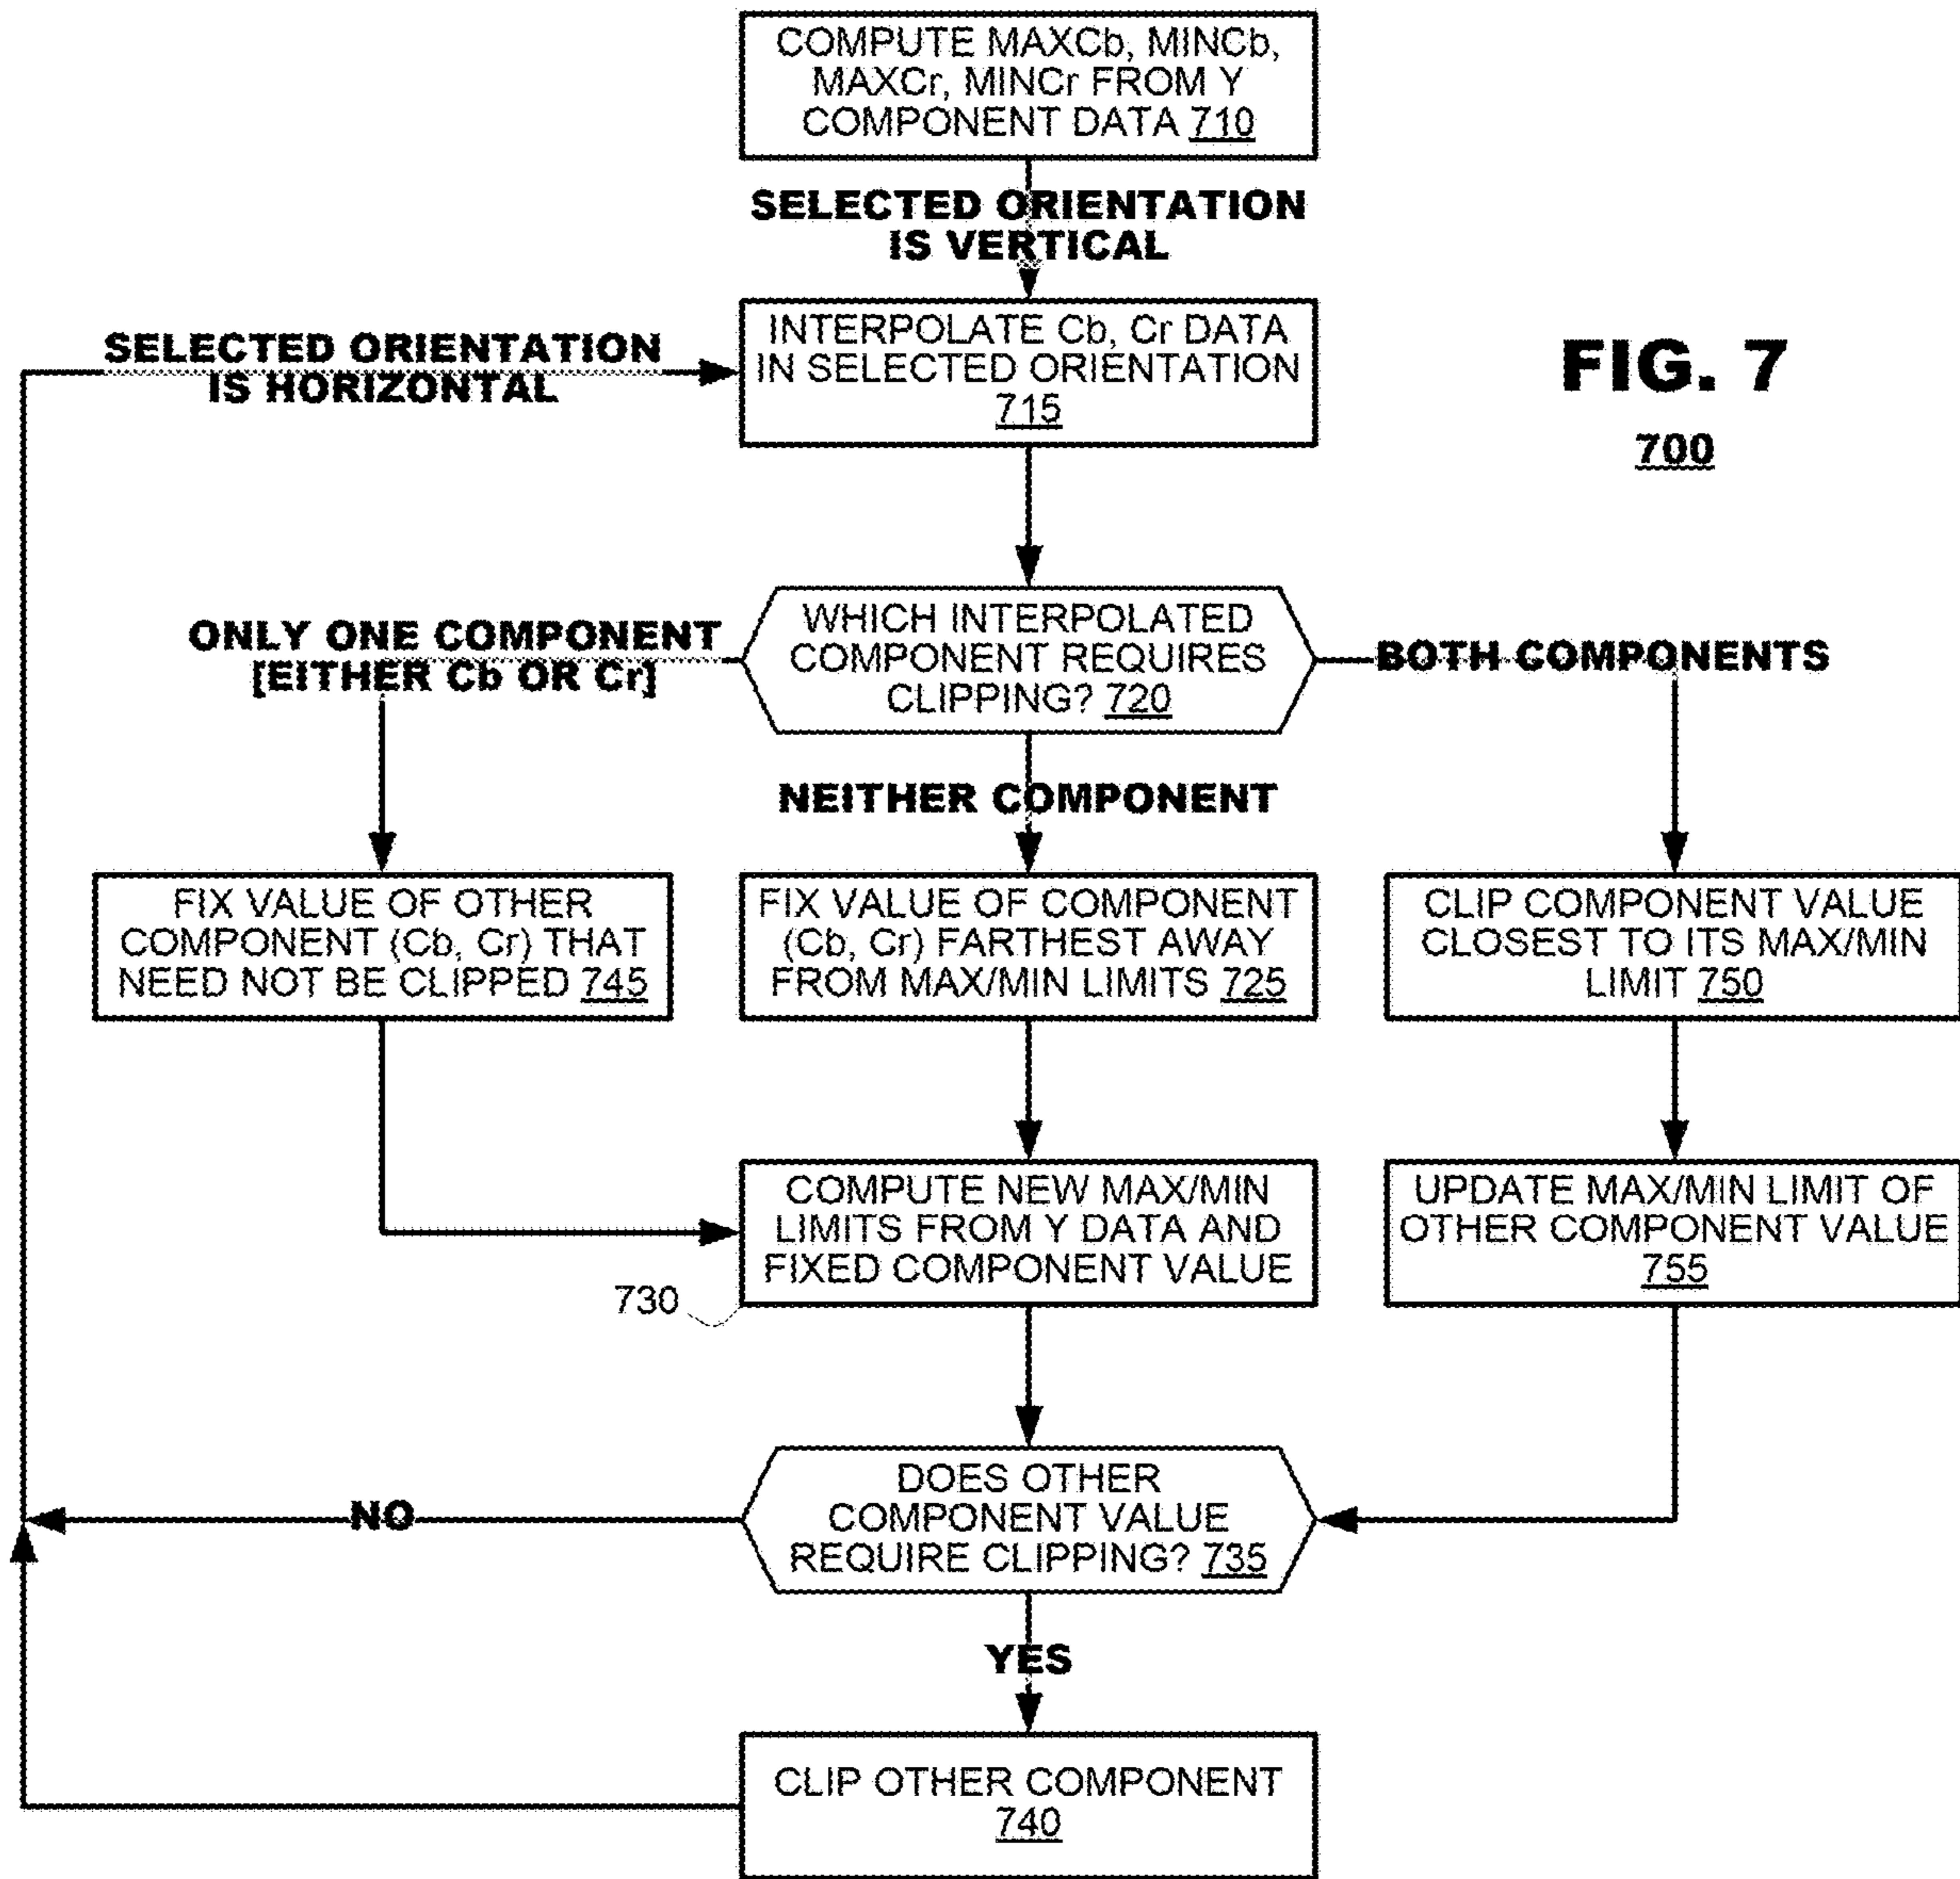 COMPUTE MAXCb, MINCb,
MAXCr, MINCr FROM Y
COMPONENT DATA 710
SELECTED ORIENTATION
IS VERTICAL
SELECTED ORIENTATION
IS HORIZONTAL
INTERPOLATE Cb, Cr DATA
IN SELECTED ORIENTATION
715
FIG. 7
700
ONLY ONE COMPONENT
[EITHER Cb OR Cr]
WHICH INTERPOLATED
COMPONENT REQUIRES
CLIPPING? 720
BOTH COMPONENTS
NEITHER COMPONENT
FIX VALUE OF OTHER
COMPONENT (Cb, Cr) THAT
NEED NOT BE CLIPPED 745
FIX VALUE OF COMPONENT
(Cb, Cr) FARTHEST AWAY
FROM MAX/MIN LIMITS 725
CLIP COMPONENT VALUE
CLOSEST TO ITS MAX/MIN
LIMIT 750
COMPUTE NEW MAX/MIN
LIMITS FROM Y DATA AND
FIXED COMPONENT VALUE
730
UPDATE MAX/MIN LIMIT OF
OTHER COMPONENT VALUE
755
DOES OTHER
COMPONENT VALUE
REQUIRE CLIPPING? 735
NO
YES
CLIP OTHER COMPONENT
740